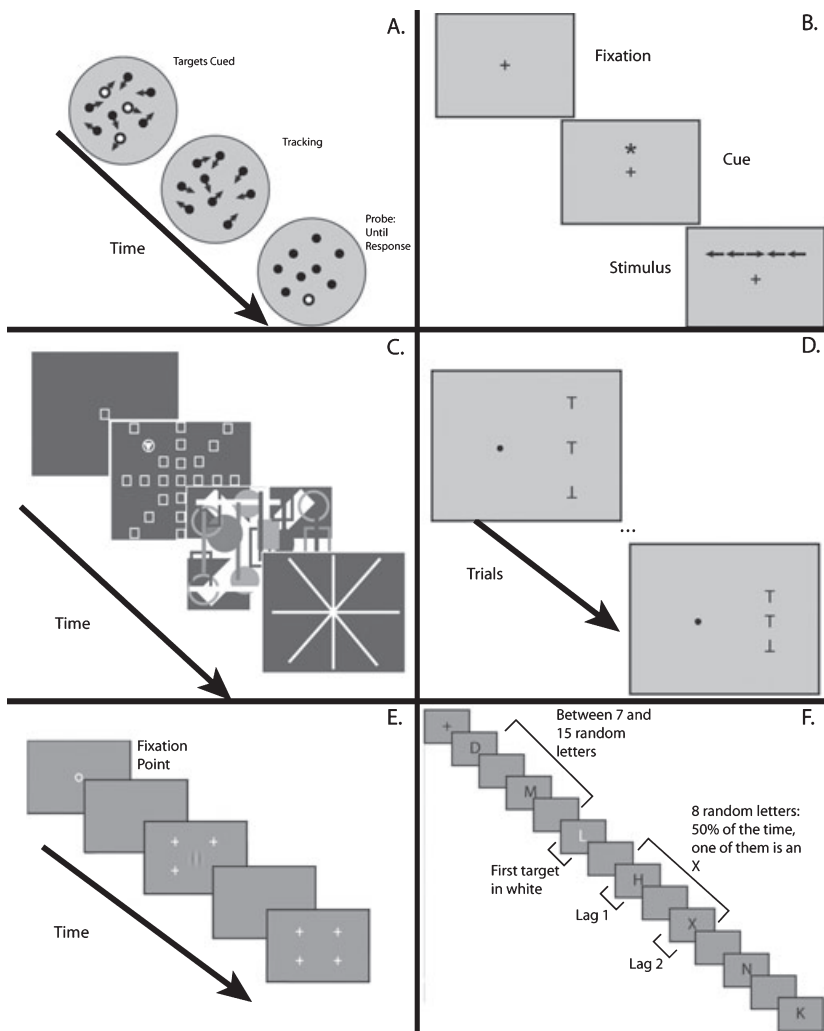 A.
Targets Cued
Tracking
Probe:
Until
Response
Time
B.
Fixation
+
*
+
Cue
Stimulus
+
C.
Time
D.
T
T
⊥
...
Trials
T
T
⊥
E.
Fixation
Point
+ +
+
+ +
+ +
Time
F.
+
D
M
L
H
X
N
K
Between 7 and
15 random
letters
8 random letters:
50% of the time,
one of them is an
X
First target
in white
Lag 1
Lag 2